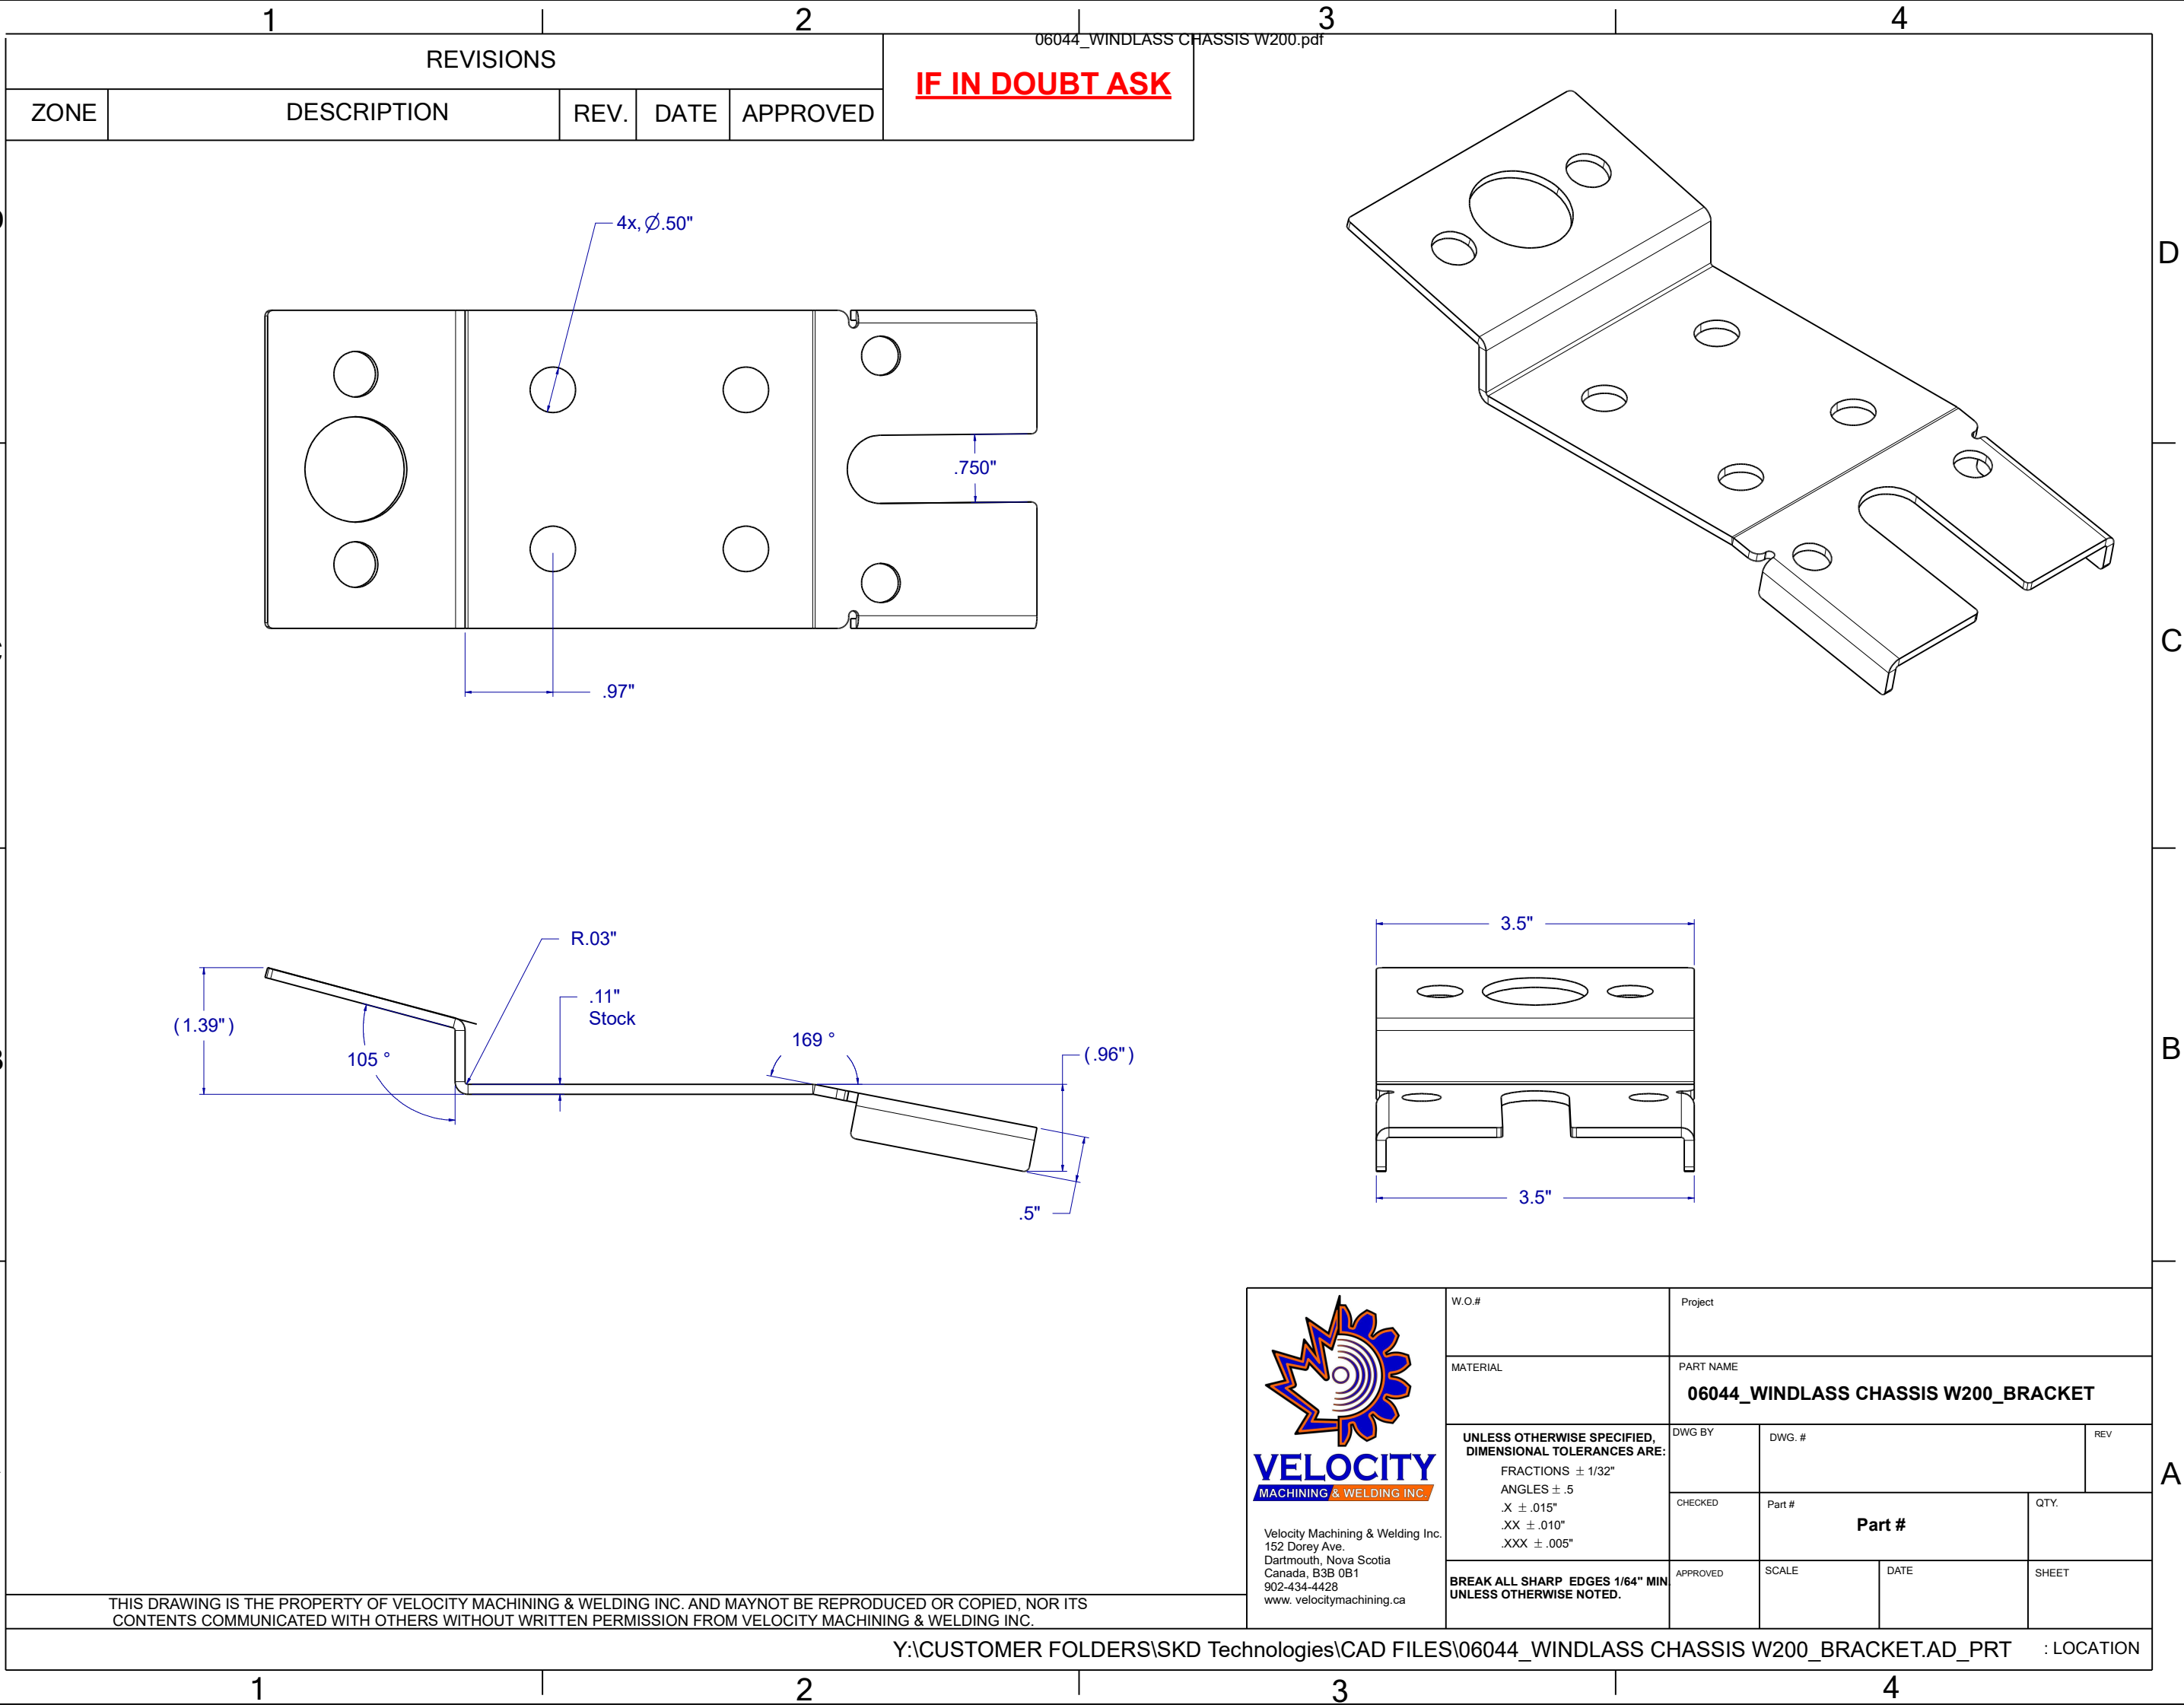 1 2 3 4
06044_WINDLASS CHASSIS W200.pdf
REVISIONS
IF IN DOUBT ASK
ZONE DESCRIPTION REV. DATE APPROVED
D
4x, Ø.50"
.750"
.97"
C
R.03"
.11"
Stock
(1.39")
105 °
169 °
(.96")
.5"
3.5"
3.5"
B
W.O.#
Project
MATERIAL
PART NAME
06044_WINDLASS CHASSIS W200_BRACKET
UNLESS OTHERWISE SPECIFIED,
DIMENSIONAL TOLERANCES ARE:
FRACTIONS ± 1/32"
ANGLES ± .5
.X ± .015"
.XX ± .010"
.XXX ± .005"
BREAK ALL SHARP EDGES 1/64" MIN
UNLESS OTHERWISE NOTED.
DWG BY
DWG. #
REV
CHECKED
Part #
Part #
QTY.
APPROVED
SCALE
DATE
SHEET
A
VELOCITY
MACHINING & WELDING INC.
Velocity Machining & Welding Inc.
152 Dorey Ave.
Dartmouth, Nova Scotia
Canada, B3B 0B1
902-434-4428
www. velocitymachining.ca
THIS DRAWING IS THE PROPERTY OF VELOCITY MACHINING & WELDING INC. AND MAYNOT BE REPRODUCED OR COPIED, NOR ITS
CONTENTS COMMUNICATED WITH OTHERS WITHOUT WRITTEN PERMISSION FROM VELOCITY MACHINING & WELDING INC.
Y:\CUSTOMER FOLDERS\SKD Technologies\CAD FILES\06044_WINDLASS CHASSIS W200_BRACKET.AD_PRT : LOCATION
1 2 3 4